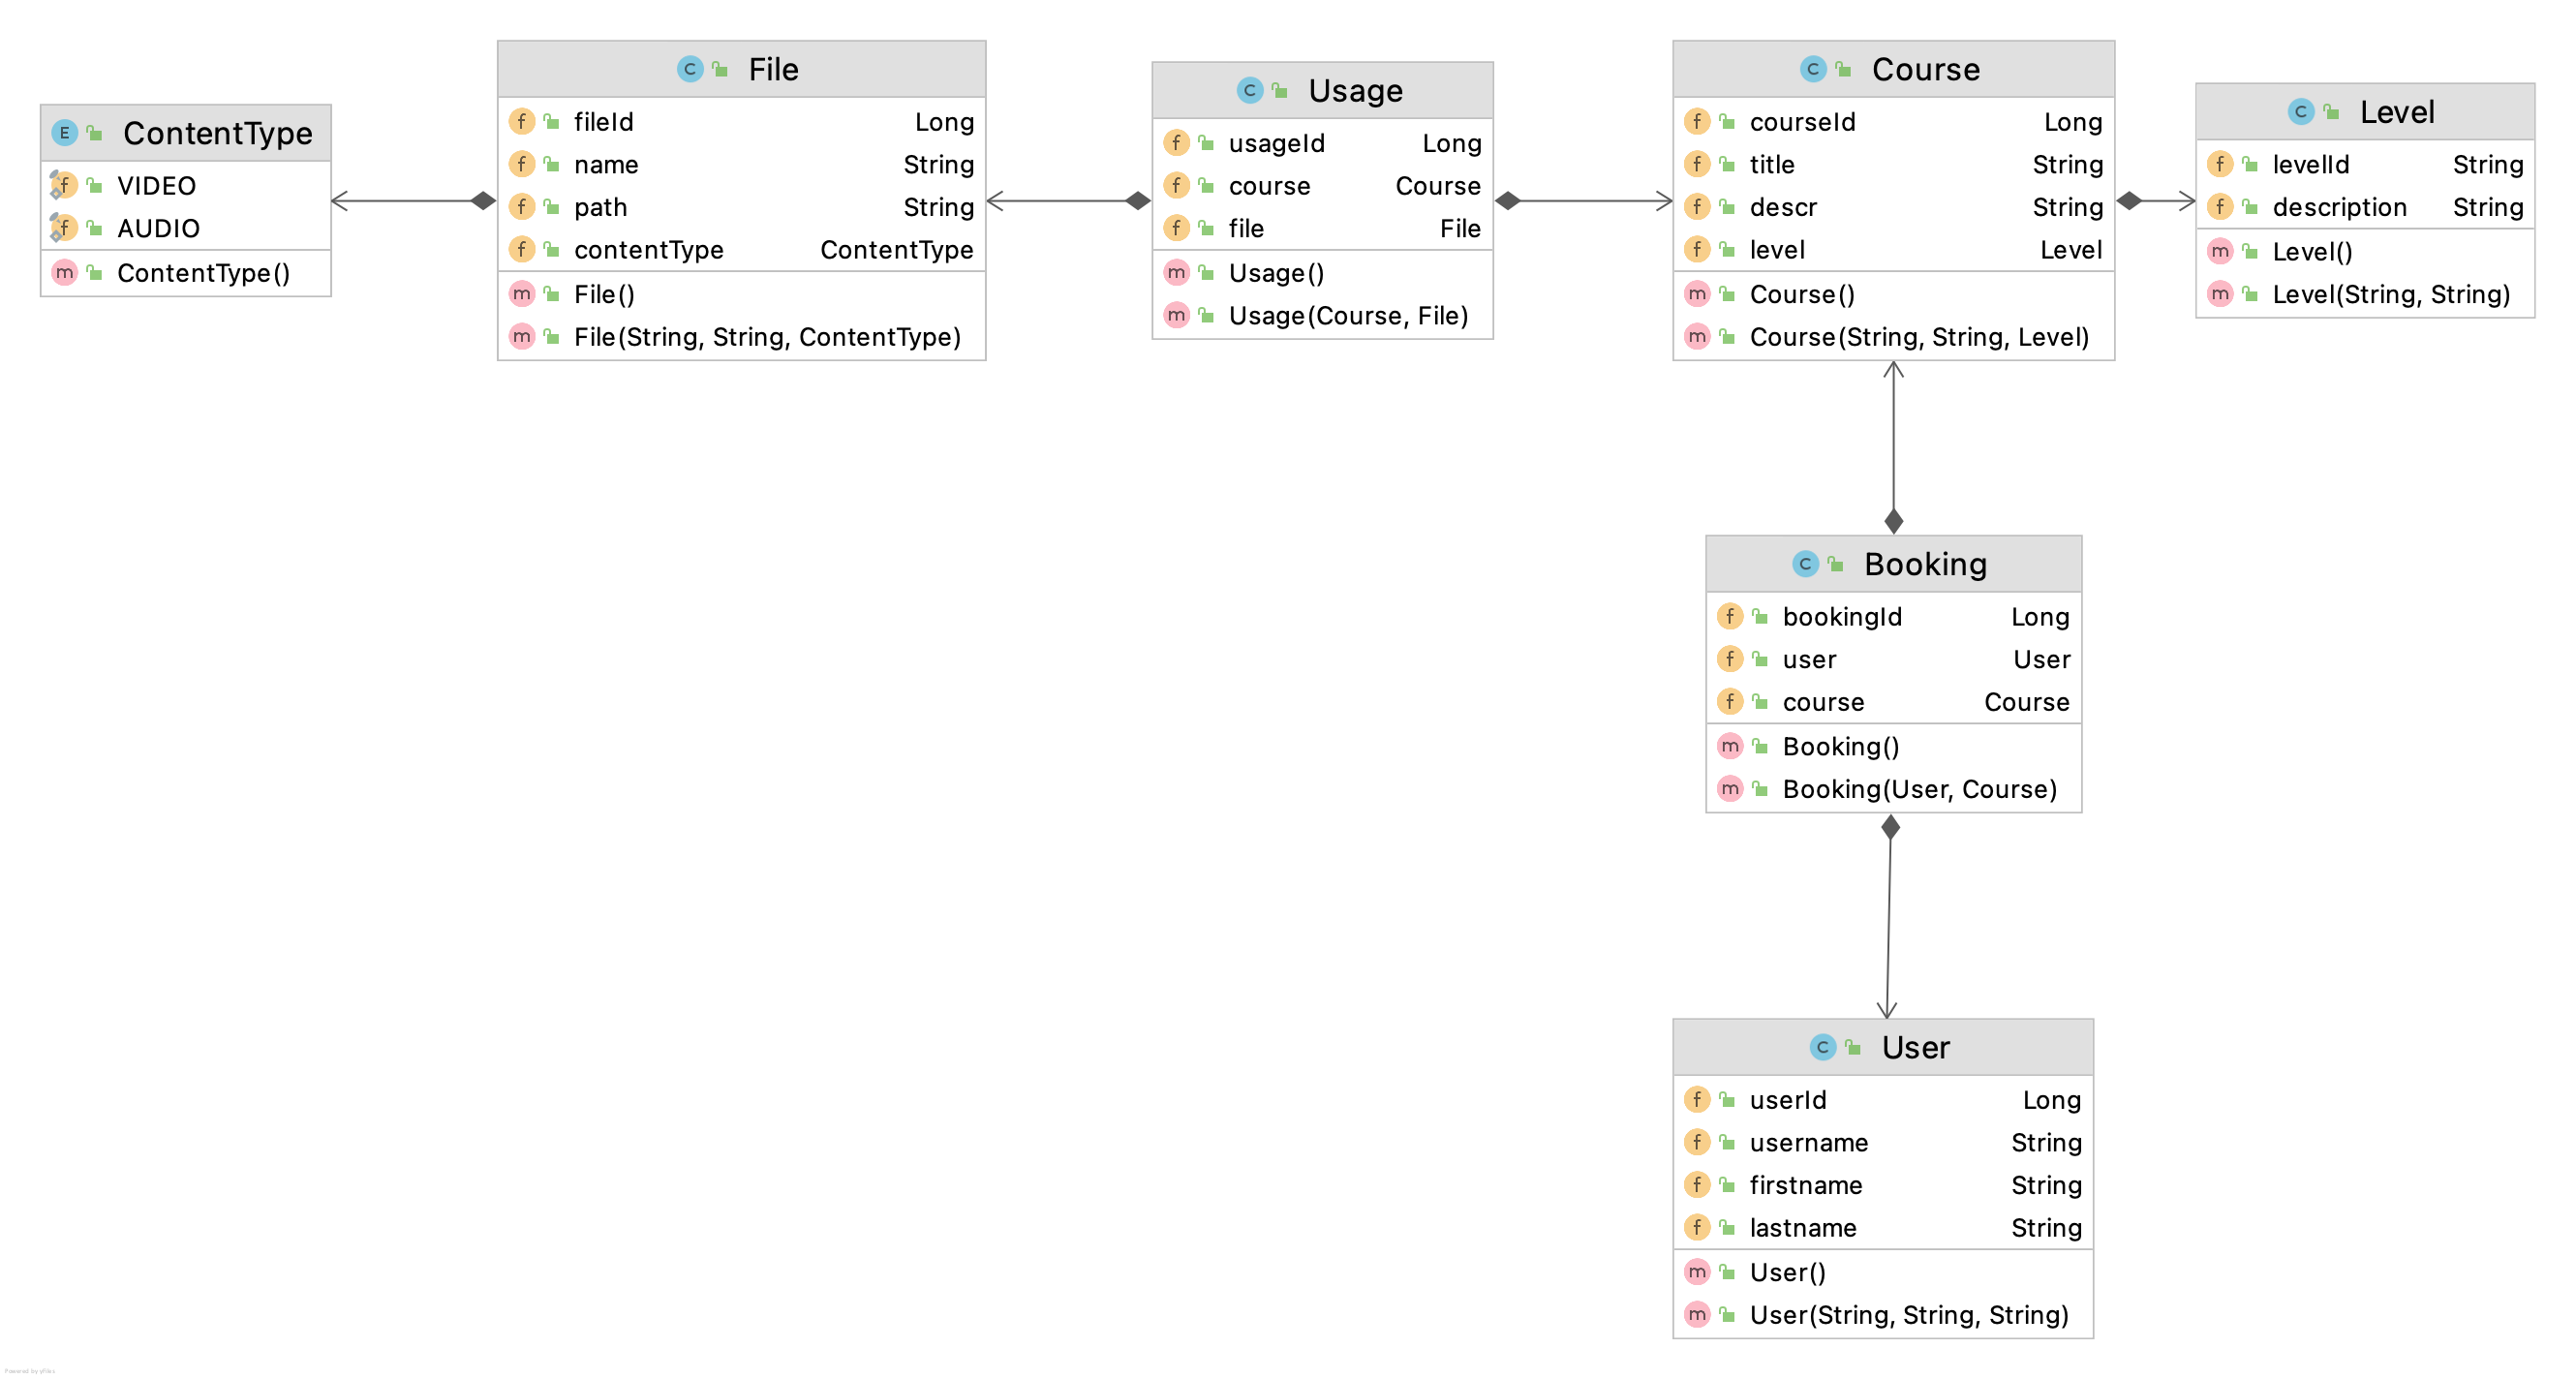 ContentType
VIDEO
AUDIO
ContentType()
File
fileId Long
name String
path String
contentType ContentType
File()
File(String, String, ContentType)
Usage
usageId Long
course Course
file File
Usage()
Usage(Course, File)
Course
courseId Long
title String
descr String
level Level
Course()
Course(String, String, Level)
Level
levelId String
description String
Level()
Level(String, String)
Booking
bookingId Long
user User
course Course
Booking()
Booking(User, Course)
User
userId Long
username String
firstname String
lastname String
User()
User(String, String, String)
Powered by yFiles